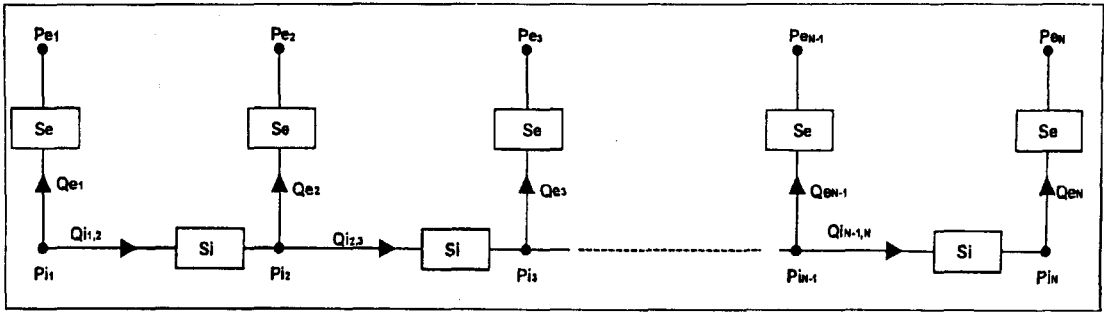 Pe1 Pe2 Pe3 PeN-1 PeN
Se Se Se Se Se
Qe1 Qe2 Qe3 QeN-1 QeN
Qi1,2 Si Qi2,3 Si QiN-1,N Si
Pi1 Pi2 Pi3 PiN-1 PiN